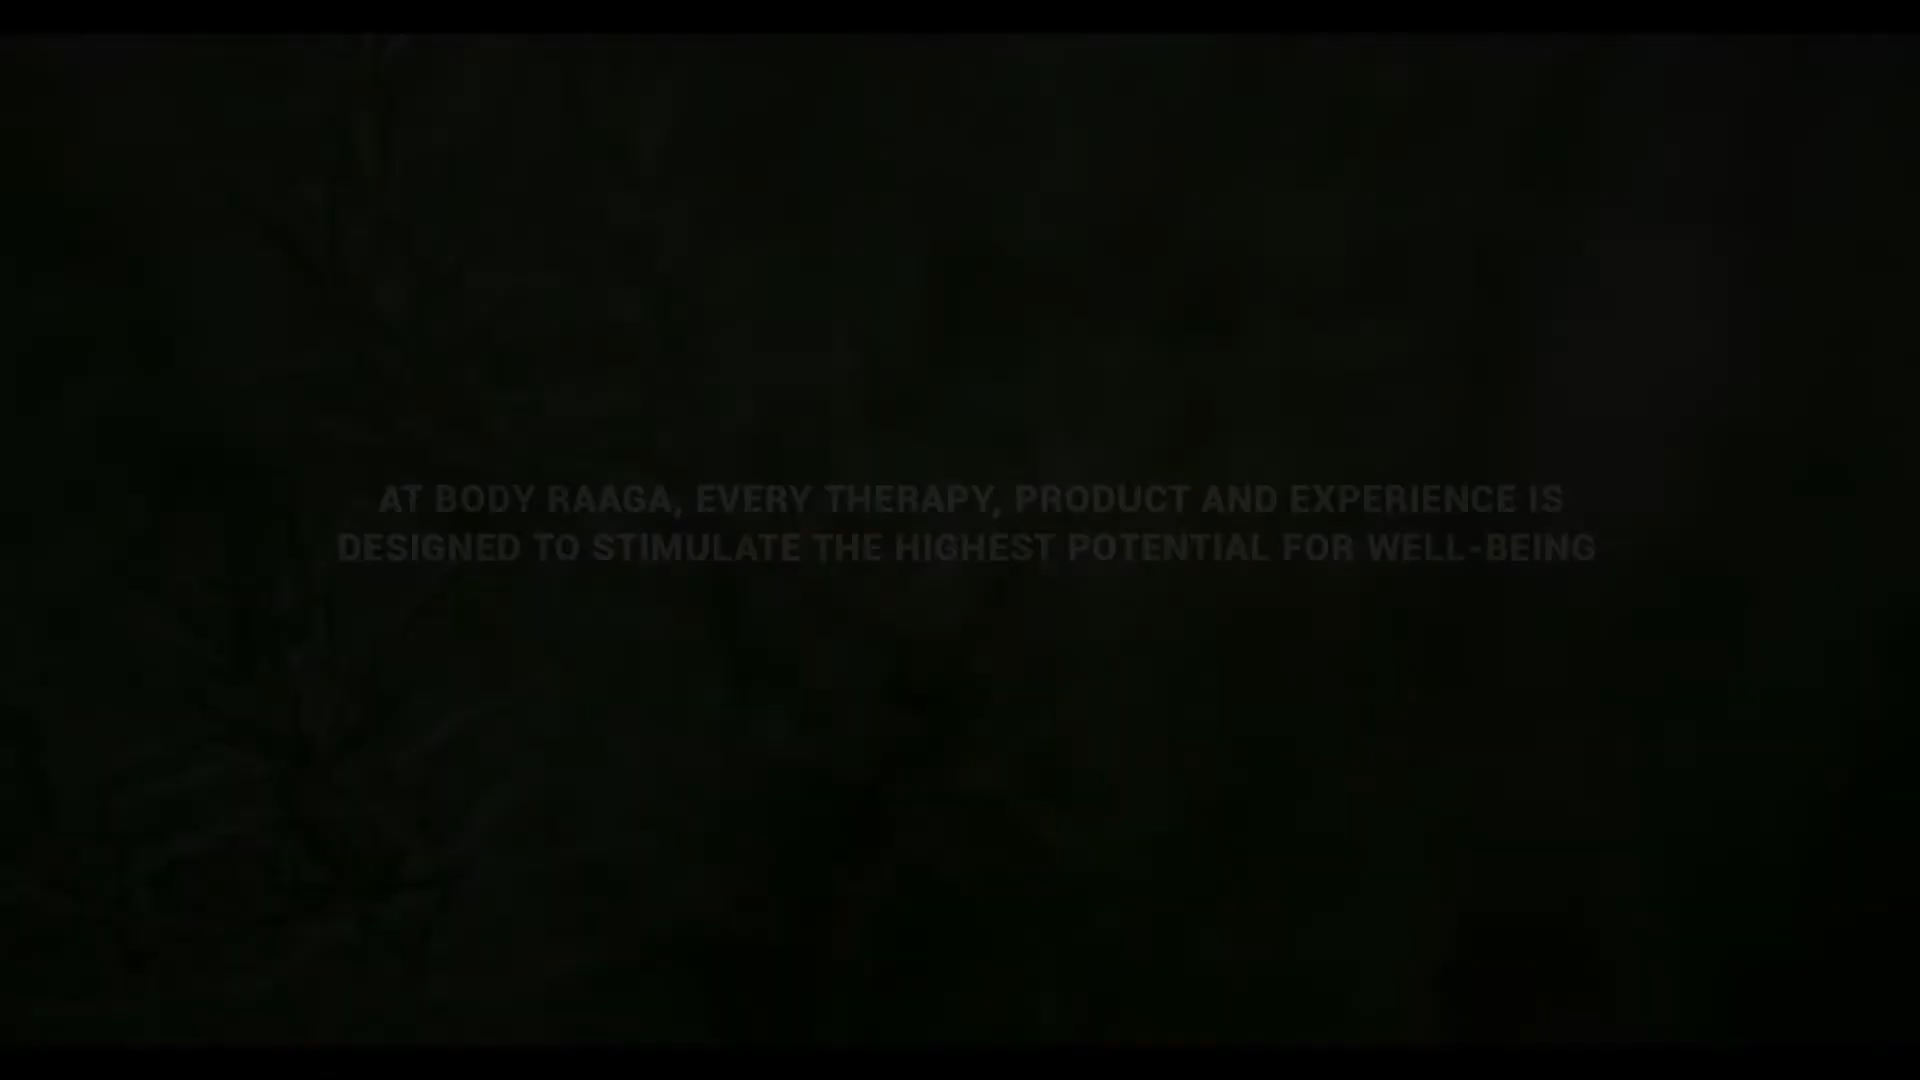 AT BODY RAAGA, EVERY THERAPY, PRODUCT AND EXPERIENCE IS
DESIGNED TO STIMULATE THE HIGHEST POTENTIAL FOR WELL-BEING